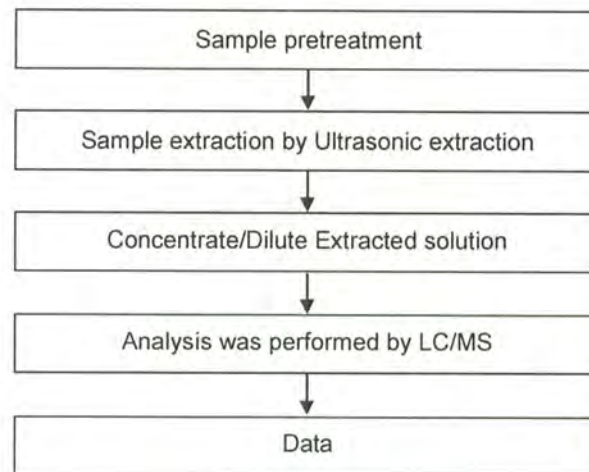 Sample pretreatment
Sample extraction by Ultrasonic extraction
Concentrate/Dilute Extracted solution
Analysis was performed by LC/MS
Data